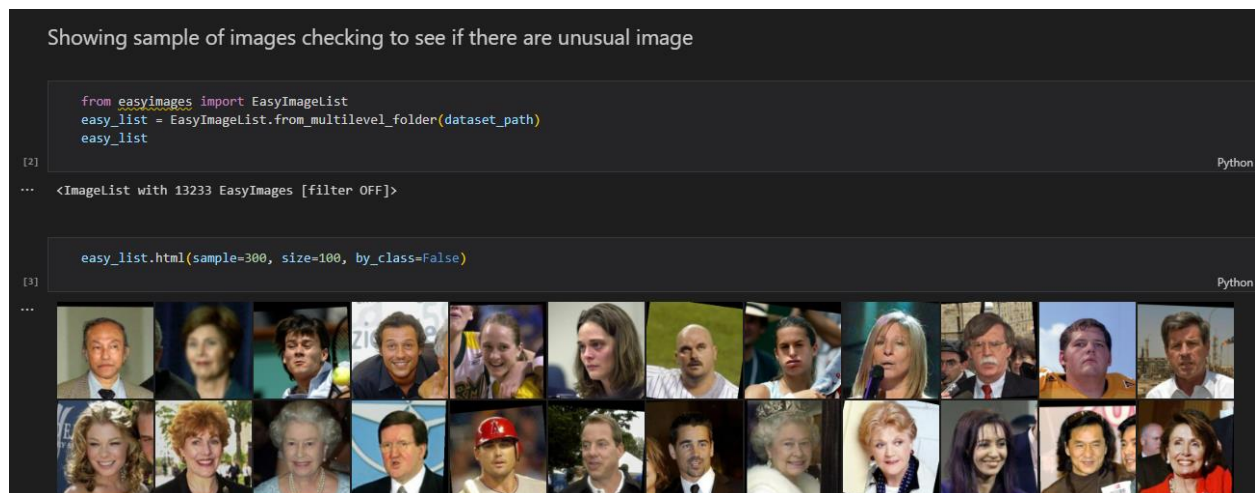 Showing sample of images checking to see if there are unusual image
from easyimages import EasyImageList
easy_list = EasyImageList.from_multilevel_folder(dataset_path)
easy_list
[2]
Python
... <ImageList with 13233 EasyImages [filter OFF]>
easy_list.html(sample=300, size=100, by_class=False)
[3]
Python
...